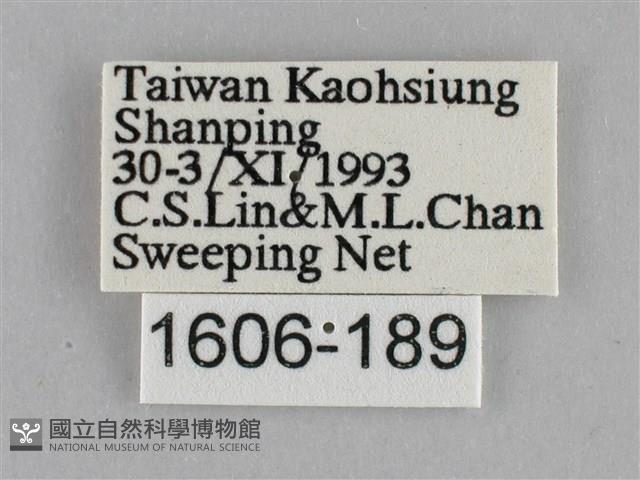 Taiwan Kaohsiung
Shanping
30-3/XI/1993
C.S.Lin&M.L.Chan
Sweeping Net
1606-189
國立自然科學博物館
NATIONAL MUSEUM OF NATURAL SCIENCE